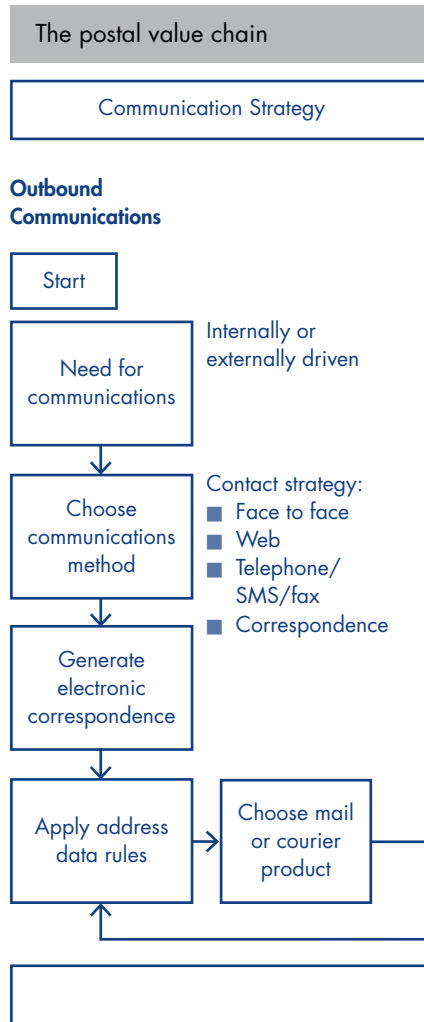 The postal value chain
Communication Strategy
Outbound
Communications
Start
Need for
communications
Internally or
externally driven
Choose
communications
method
Contact strategy:
Face to face
Web
Telephone/
SMS/fax
Correspondence
Generate
electronic
correspondence
Apply address
data rules
Choose mail
or courier
product